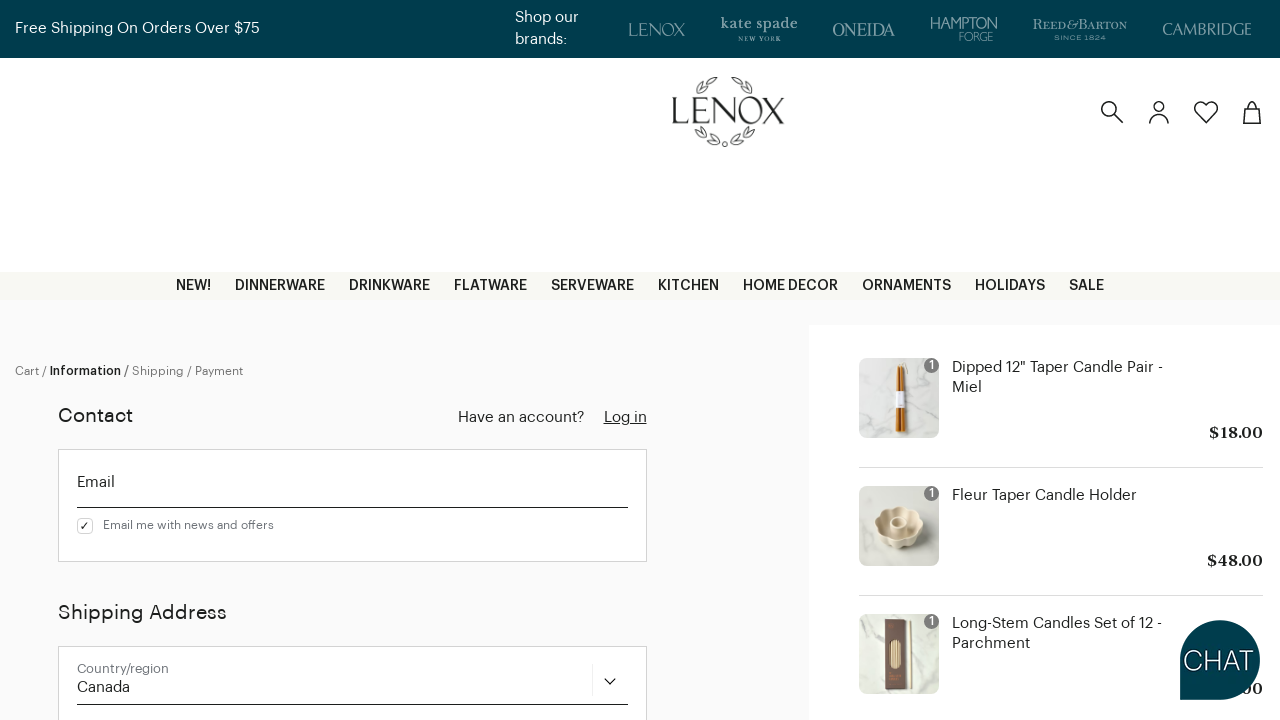 Free Shipping On Orders Over $75
Shop our
brands:
LENOX
kate spade
NEW YORK
ONEIDA
HAMPTON
FORGE
REED & BARTON
SINCE 1824
CAMBRIDGE
LENOX
NEW!
DINNERWARE
DRINKWARE
FLATWARE
SERVEWARE
KITCHEN
HOME DECOR
ORNAMENTS
HOLIDAYS
SALE
Cart / Information / Shipping / Payment
Contact
Have an account?
Log in
Email
✓ Email me with news and offers
Shipping Address
Country/region
Canada
1
Dipped 12" Taper Candle Pair -
Miel
$18.00
1
Fleur Taper Candle Holder
$48.00
1
Long-Stem Candles Set of 12 -
Parchment
CHAT